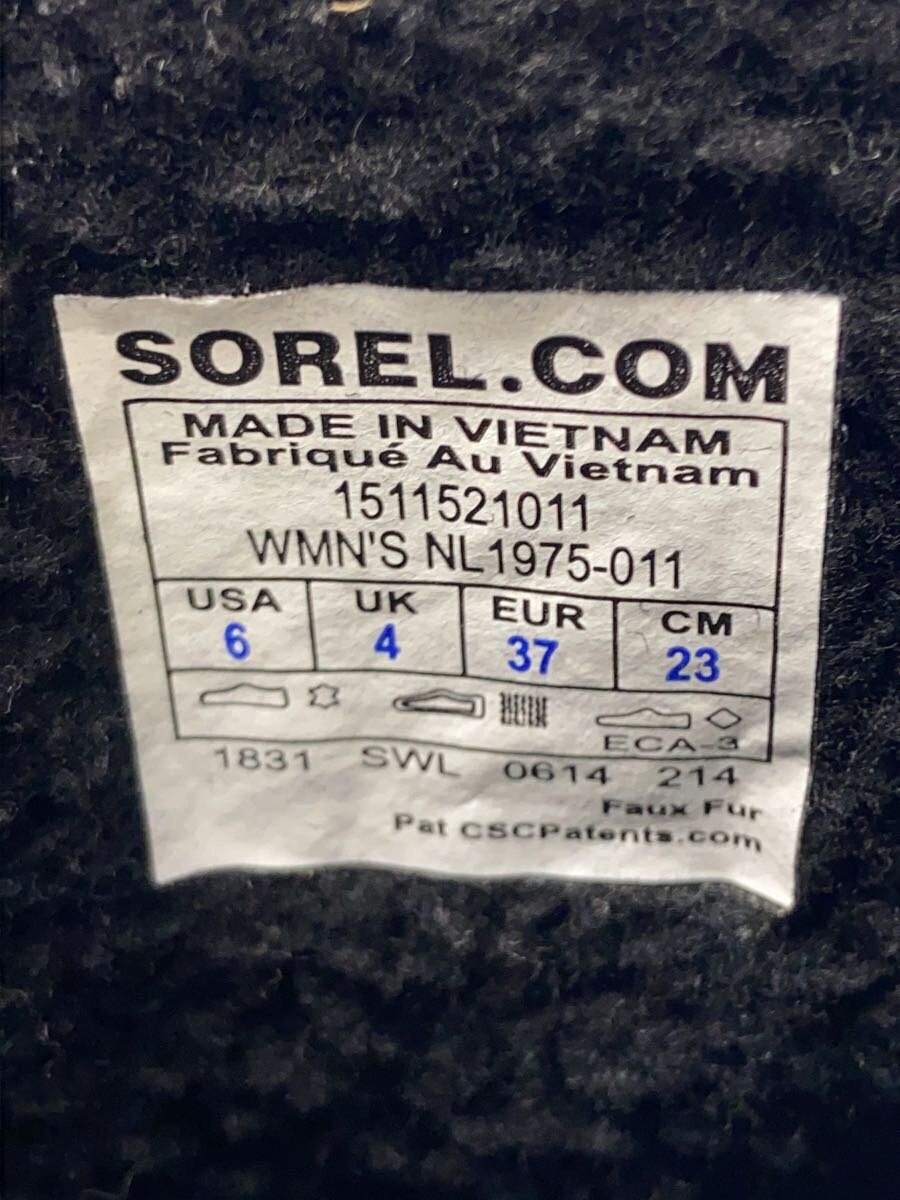 SOREL.COM
MADE IN VIETNAM
Fabriqué Au Vietnam
1511521011
WMN'S NL1975-011
USA UK EUR CM
6 4 37 23
ECA-3
1831 SWL 0614 214
Faux Fur
Pat CSCPatents.com